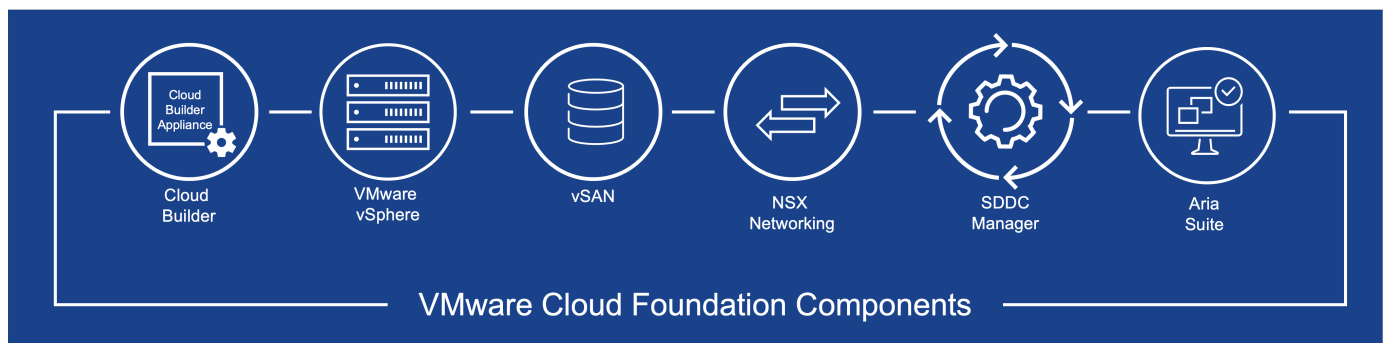 Cloud
Builder
Appliance
Cloud
Builder
VMware
vSphere
vSAN
NSX
Networking
SDDC
Manager
Aria
Suite
VMware Cloud Foundation Components